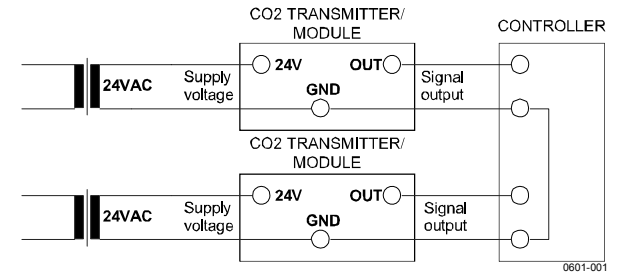 CO2 TRANSMITTER/
MODULE
CONTROLLER
24VAC
Supply
voltage
24V
OUT
GND
Signal
output
CO2 TRANSMITTER/
MODULE
24VAC
Supply
voltage
24V
OUT
GND
Signal
output
0601-001